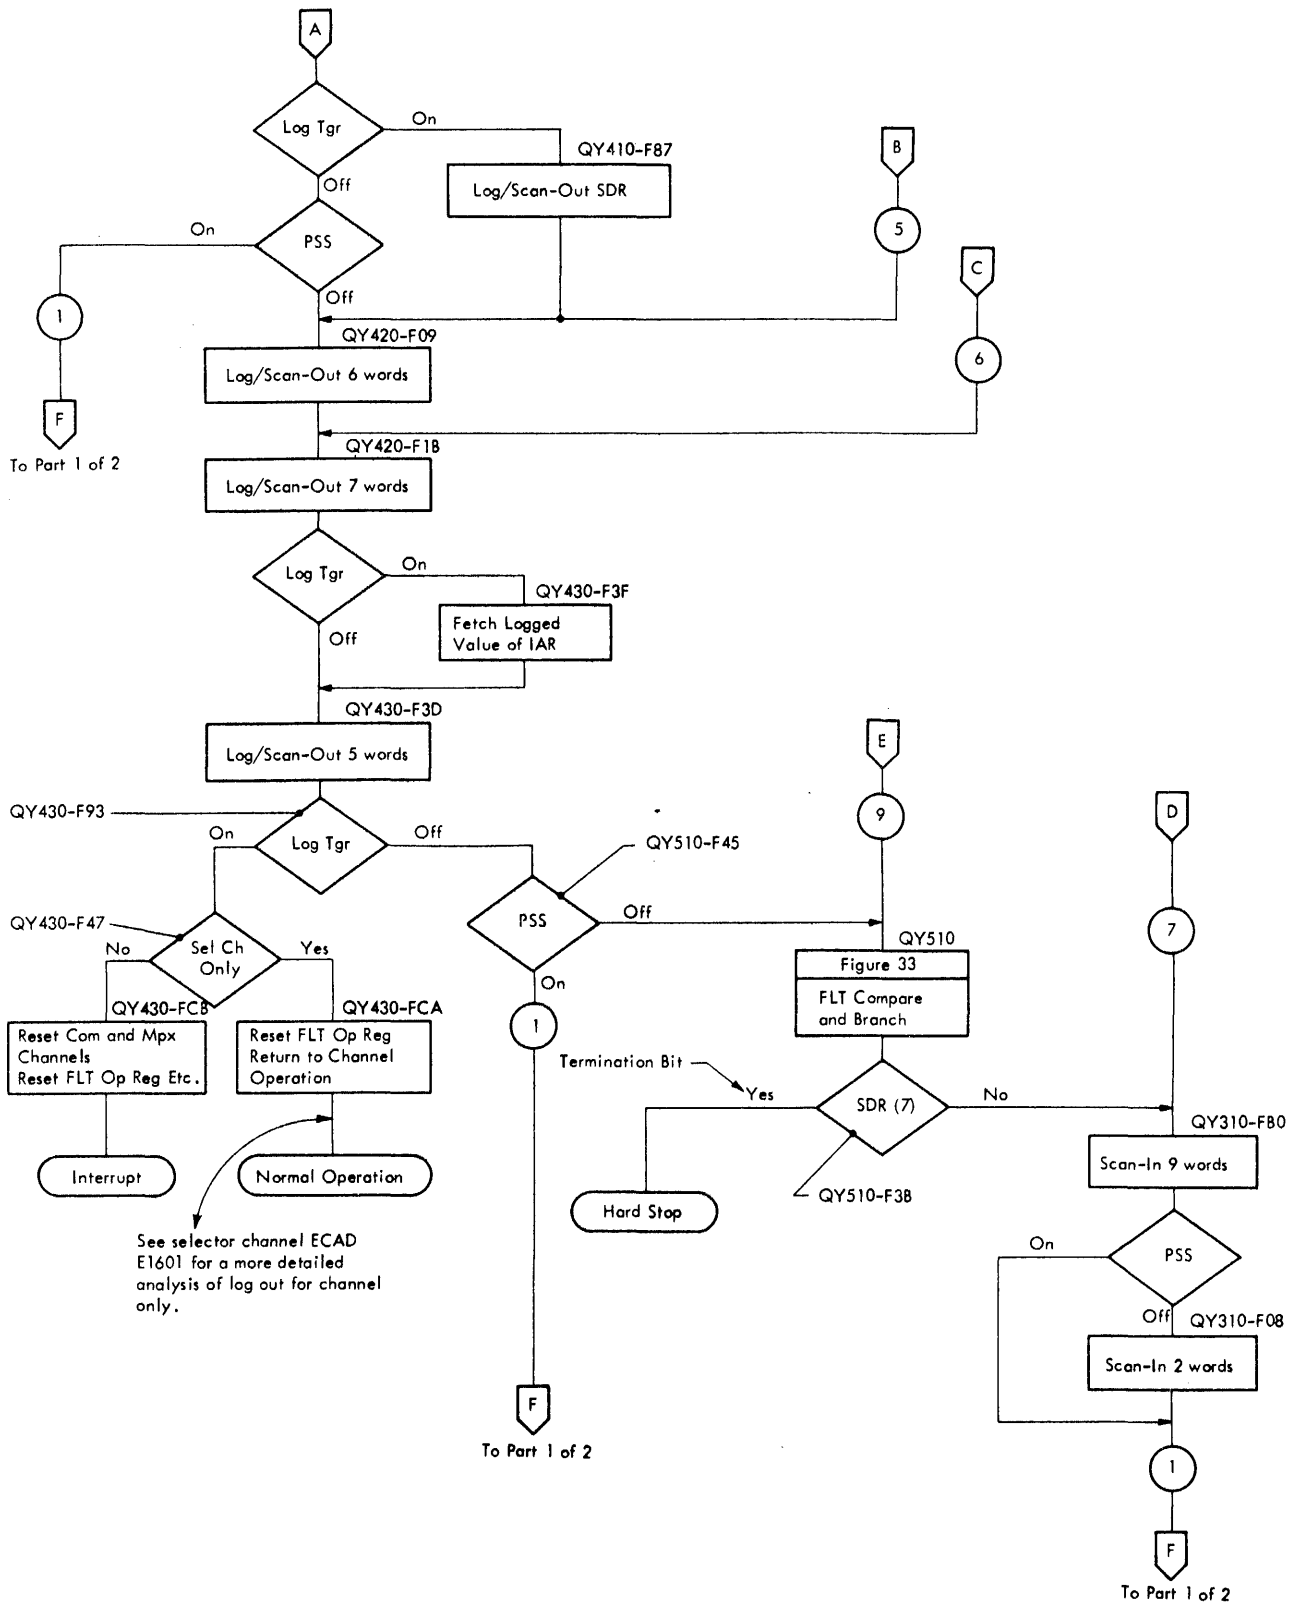 A
Log Tgr
On
QY410-F87
Log/Scan-Out SDR
B
Off
On
PSS
5
C
Off
1
QY420-F09
Log/Scan-Out 6 words
6
F
To Part 1 of 2
QY420-F1B
Log/Scan-Out 7 words
Log Tgr
On
QY430-F3F
Fetch Logged
Value of IAR
Off
QY430-F3D
Log/Scan-Out 5 words
E
QY430-F93
On
Log Tgr
Off
QY510-F45
9
D
QY430-F47
No
Sel Ch
Only
Yes
PSS
Off
7
QY510
Figure 33
FLT Compare
and Branch
On
QY430-FCB
Reset Com and Mpx
Channels
Reset FLT Op Reg Etc.
QY430-FCA
Reset FLT Op Reg
Return to Channel
Operation
1
Termination Bit
Yes
SDR (7)
No
QY310-FB0
Scan-In 9 words
Interrupt
Normal Operation
Hard Stop
QY510-F3B
See selector channel ECAD
E1601 for a more detailed
analysis of log out for channel
only.
On
PSS
Off
QY310-F08
Scan-In 2 words
F
To Part 1 of 2
1
F
To Part 1 of 2